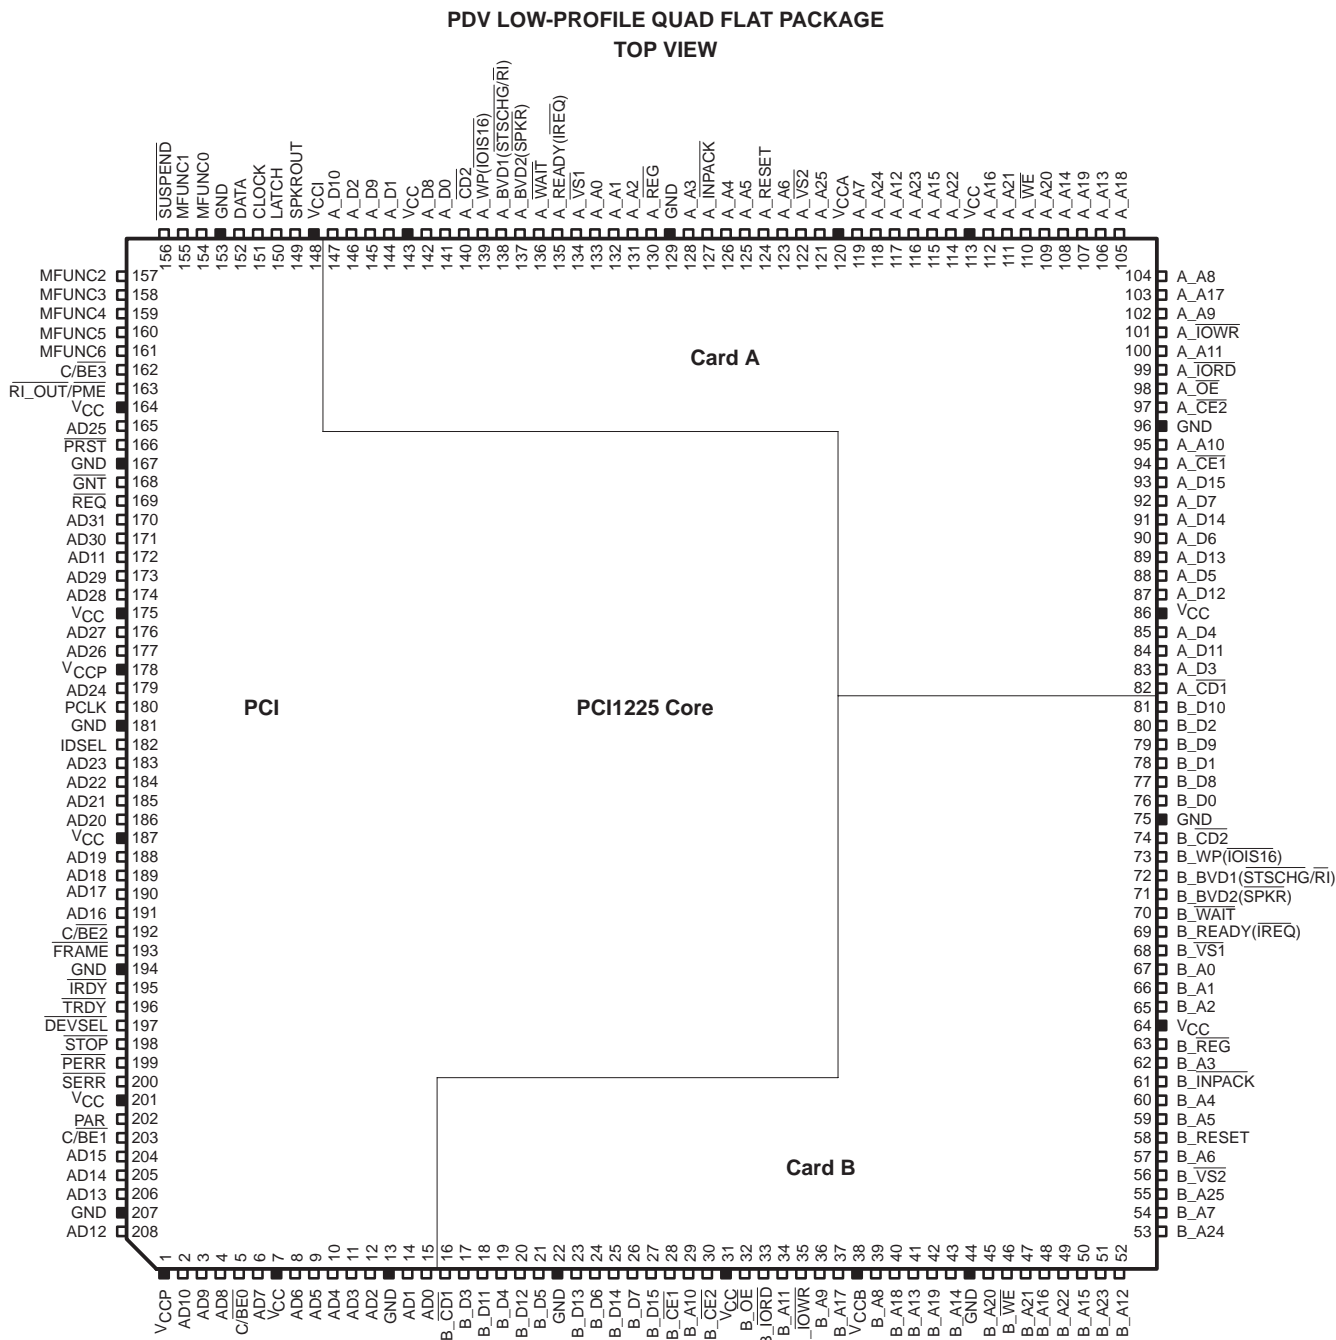 PDV LOW-PROFILE QUAD FLAT PACKAGE
TOP VIEW
SUSPEND
MFUNC1
MFUNC0
GND
DATA
CLOCK
LATCH
SPKROUT
VCCI
A_D10
A_D2
A_D9
A_D1
VCC
A_D8
A_D0
A_CD2
A_WP(IOIS16)
A_BVD1(STSCHG/RI)
A_BVD2(SPKR)
A_WAIT
A_READY(IREQ)
A_VS1
A_A0
A_A1
A_A2
A_REG
GND
A_A3
A_INPACK
A_A4
A_A5
A_RESET
A_A6
A_VS2
A_A25
VCCA
A_A7
A_A24
A_A12
A_A23
A_A15
A_A22
VCC
A_A16
A_A21
A_WE
A_A20
A_A14
A_A19
A_A13
A_A18
156
155
154
153
152
151
150
149
148
147
146
145
144
143
142
141
140
139
138
137
136
135
134
133
132
131
130
129
128
127
126
125
124
123
122
121
120
119
118
117
116
115
114
113
112
111
110
109
108
107
106
105
MFUNC2 157
MFUNC3 158
MFUNC4 159
MFUNC5 160
MFUNC6 161
C/BE3 162
RI_OUT/PME 163
VCC 164
AD25 165
PRST 166
GND 167
GNT 168
REQ 169
AD31 170
AD30 171
AD11 172
AD29 173
AD28 174
VCC 175
AD27 176
AD26 177
VCCP 178
AD24 179
PCLK 180
GND 181
IDSEL 182
AD23 183
AD22 184
AD21 185
AD20 186
VCC 187
AD19 188
AD18 189
AD17 190
AD16 191
C/BE2 192
FRAME 193
GND 194
IRDY 195
TRDY 196
DEVSEL 197
STOP 198
PERR 199
SERR 200
VCC 201
PAR 202
C/BE1 203
AD15 204
AD14 205
AD13 206
GND 207
AD12 208
Card A
PCI
PCI1225 Core
Card B
104 A_A8
103 A_A17
102 A_A9
101 A_IOWR
100 A_A11
99 A_IORD
98 A_OE
97 A_CE2
96 GND
95 A_A10
94 A_CE1
93 A_D15
92 A_D7
91 A_D14
90 A_D6
89 A_D13
88 A_D5
87 A_D12
86 VCC
85 A_D4
84 A_D11
83 A_D3
82 A_CD1
81 B_D10
80 B_D2
79 B_D9
78 B_D1
77 B_D8
76 B_D0
75 GND
74 B_CD2
73 B_WP(IOIS16)
72 B_BVD1(STSCHG/RI)
71 B_BVD2(SPKR)
70 B_WAIT
69 B_READY(IREQ)
68 B_VS1
67 B_A0
66 B_A1
65 B_A2
64 VCC
63 B_REG
62 B_A3
61 B_INPACK
60 B_A4
59 B_A5
58 B_RESET
57 B_A6
56 B_VS2
55 B_A25
54 B_A7
53 B_A24
1
2
3
4
5
6
7
8
9
10
11
12
13
14
15
16
17
18
19
20
21
22
23
24
25
26
27
28
29
30
31
32
33
34
35
36
37
38
39
40
41
42
43
44
45
46
47
48
49
50
51
52
VCCP
AD10
AD9
AD8
C/BE0
AD7
VCC
AD6
AD5
AD4
AD3
AD2
GND
AD1
AD0
B_CD1
B_D3
B_D11
B_D4
B_D12
B_D5
GND
B_D13
B_D6
B_D14
B_D7
B_D15
B_CE1
B_A10
B_CE2
VCC
B_OE
B_IORD
B_A11
_IOWR
B_A9
B_A17
VCCB
B_A8
B_A18
B_A13
B_A19
B_A14
GND
B_A20
B_WE
B_A21
B_A16
B_A22
B_A15
B_A23
B_A12